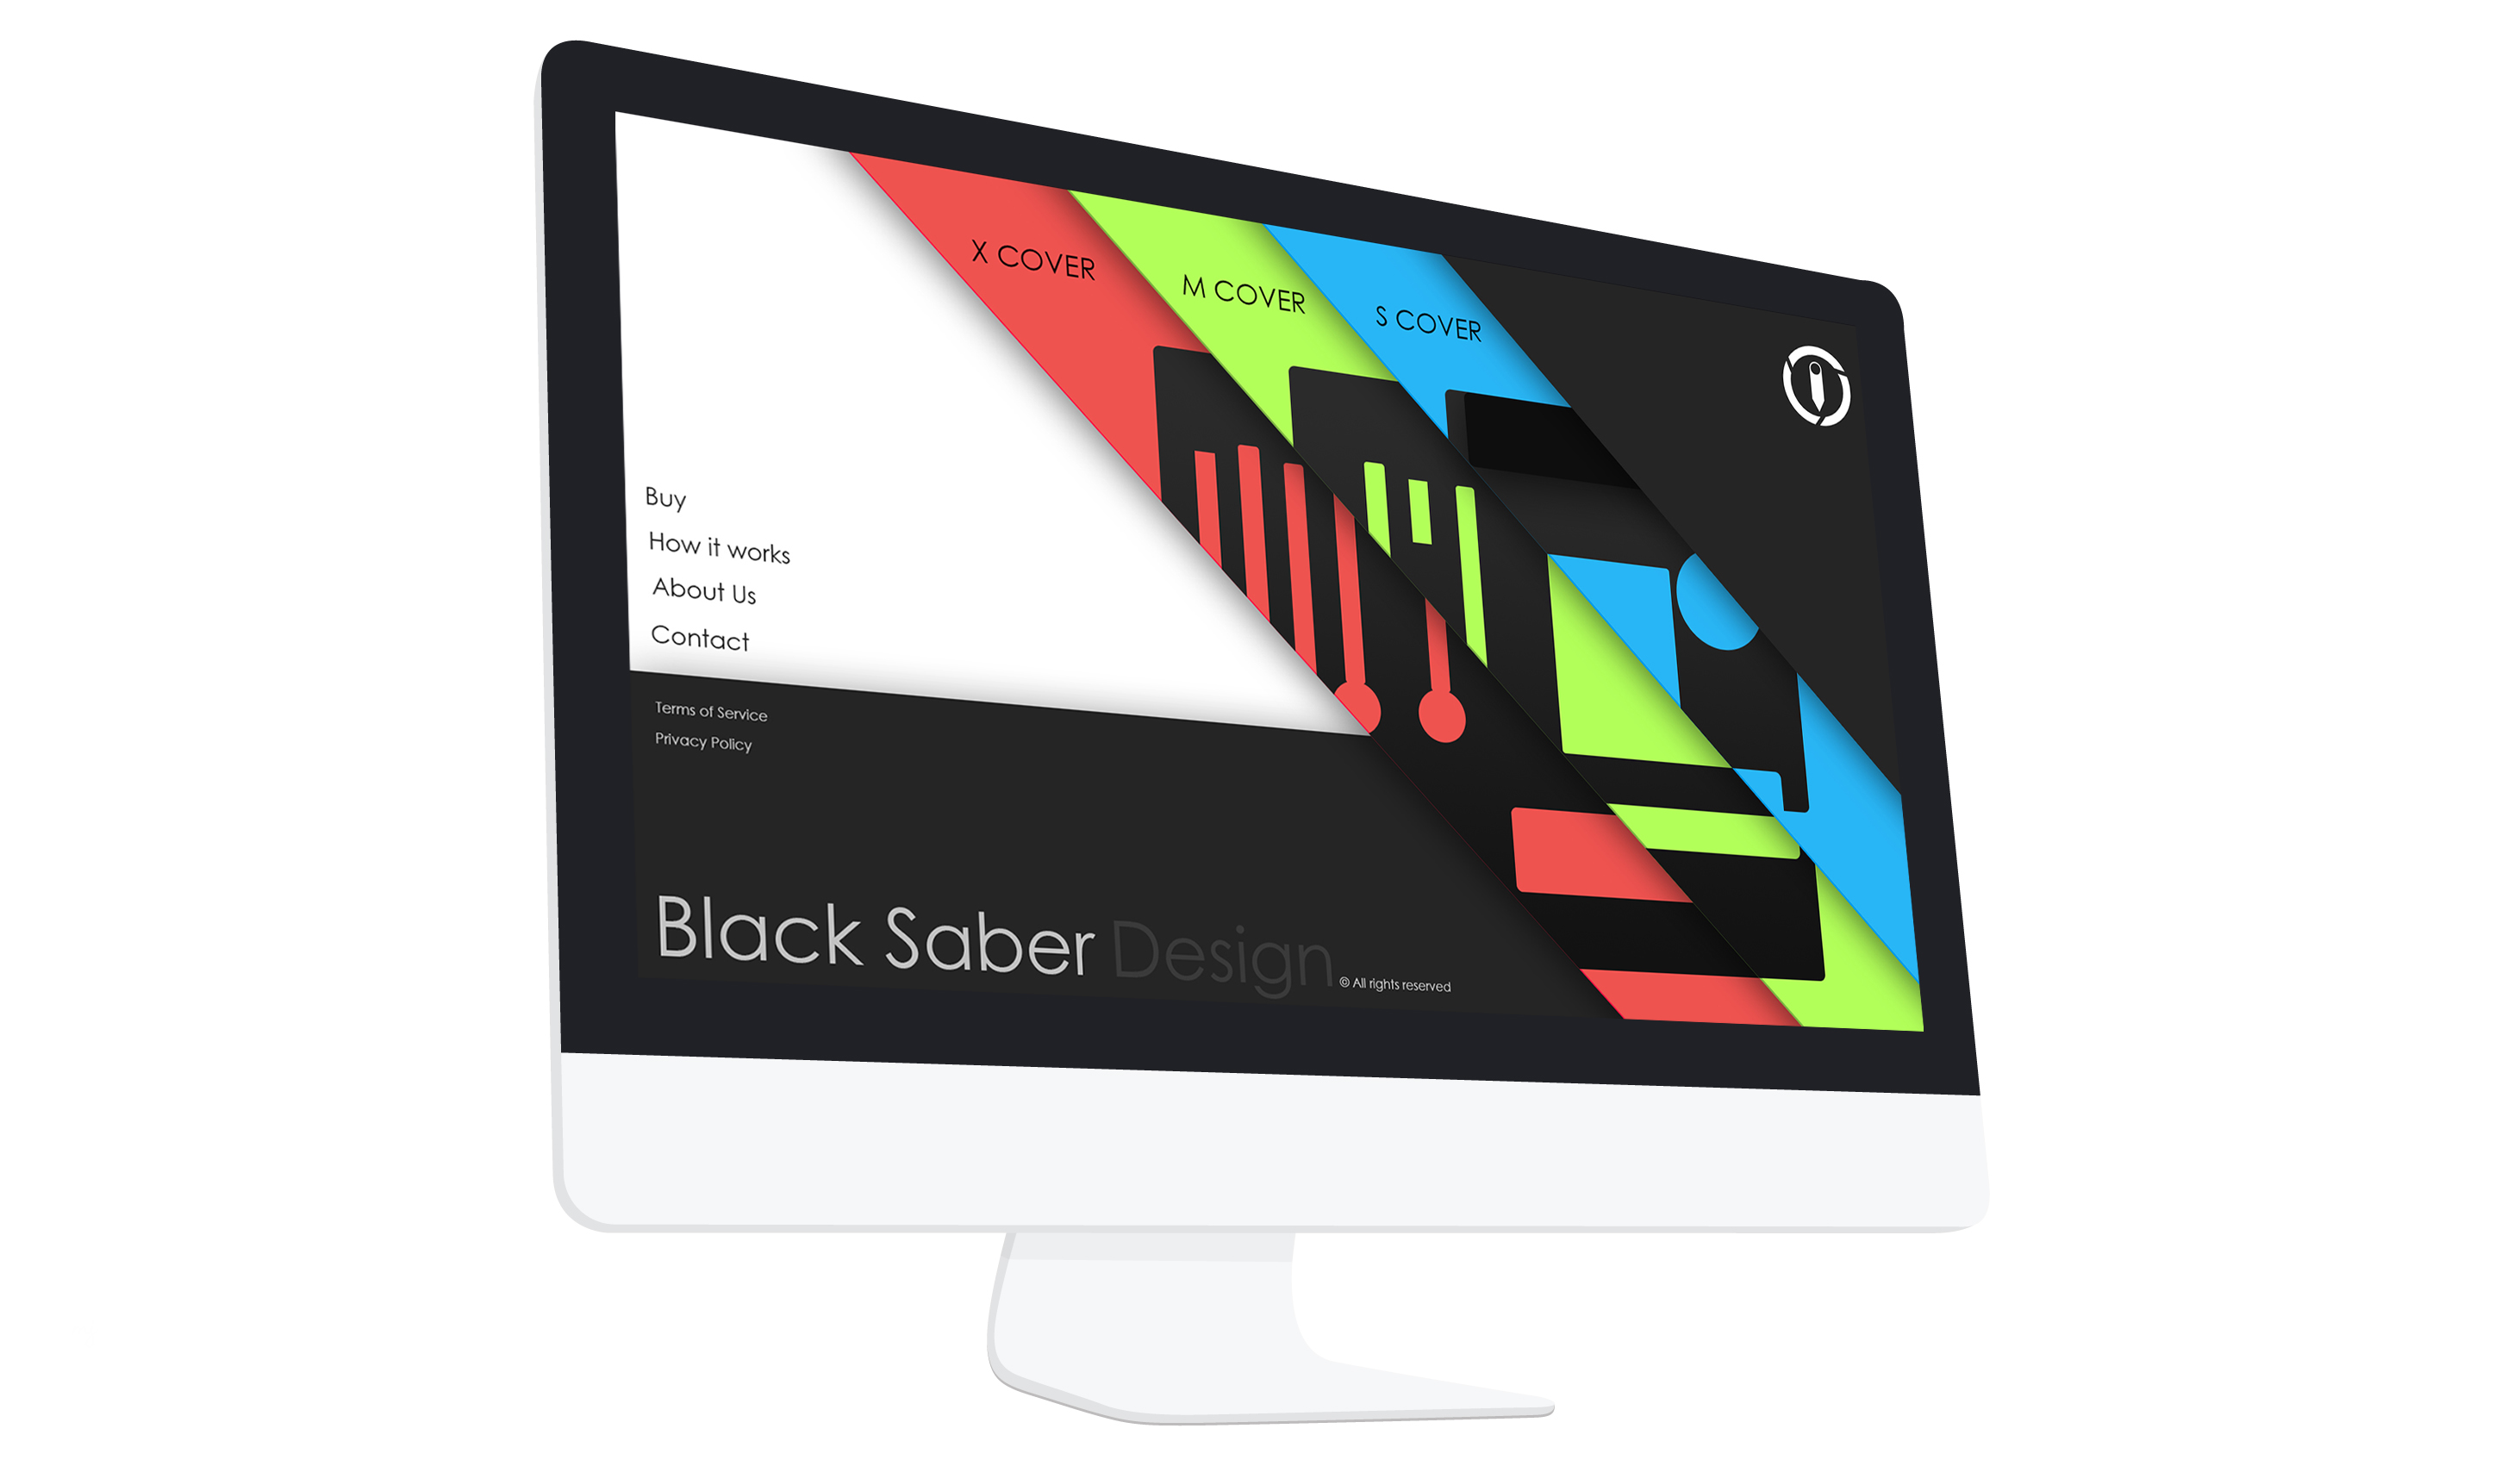 X COVER
M COVER
S COVER
Buy
How it works
About Us
Contact
Terms of Service
Privacy Policy
Black Saber Design
© All rights reserved